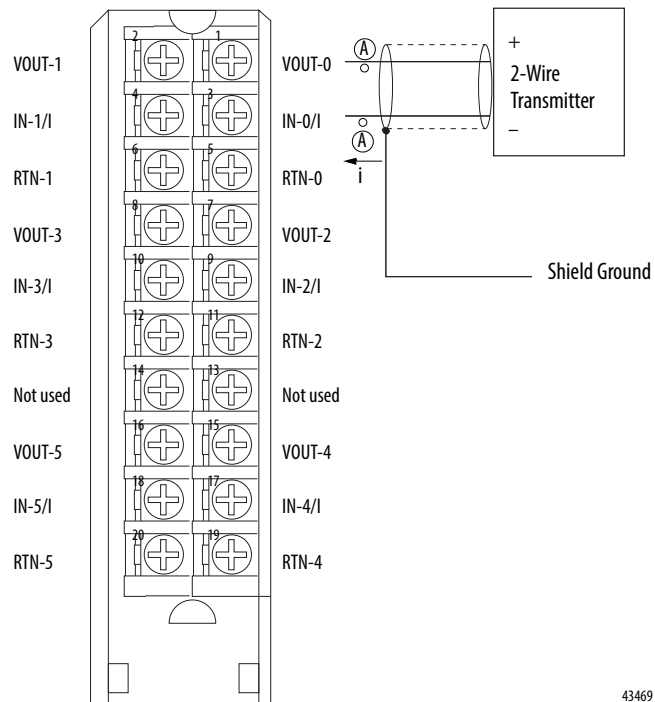 2 1
VOUT-1 VOUT-0 A +
2-Wire
Transmitter
4 3
IN-1/I IN-0/I A −
6 5
RTN-1 RTN-0 i
8 7
VOUT-3 VOUT-2
Shield Ground
10 9
IN-3/I IN-2/I
12 11
RTN-3 RTN-2
14 13
Not used Not used
16 15
VOUT-5 VOUT-4
18 17
IN-5/I IN-4/I
20 19
RTN-5 RTN-4
43469